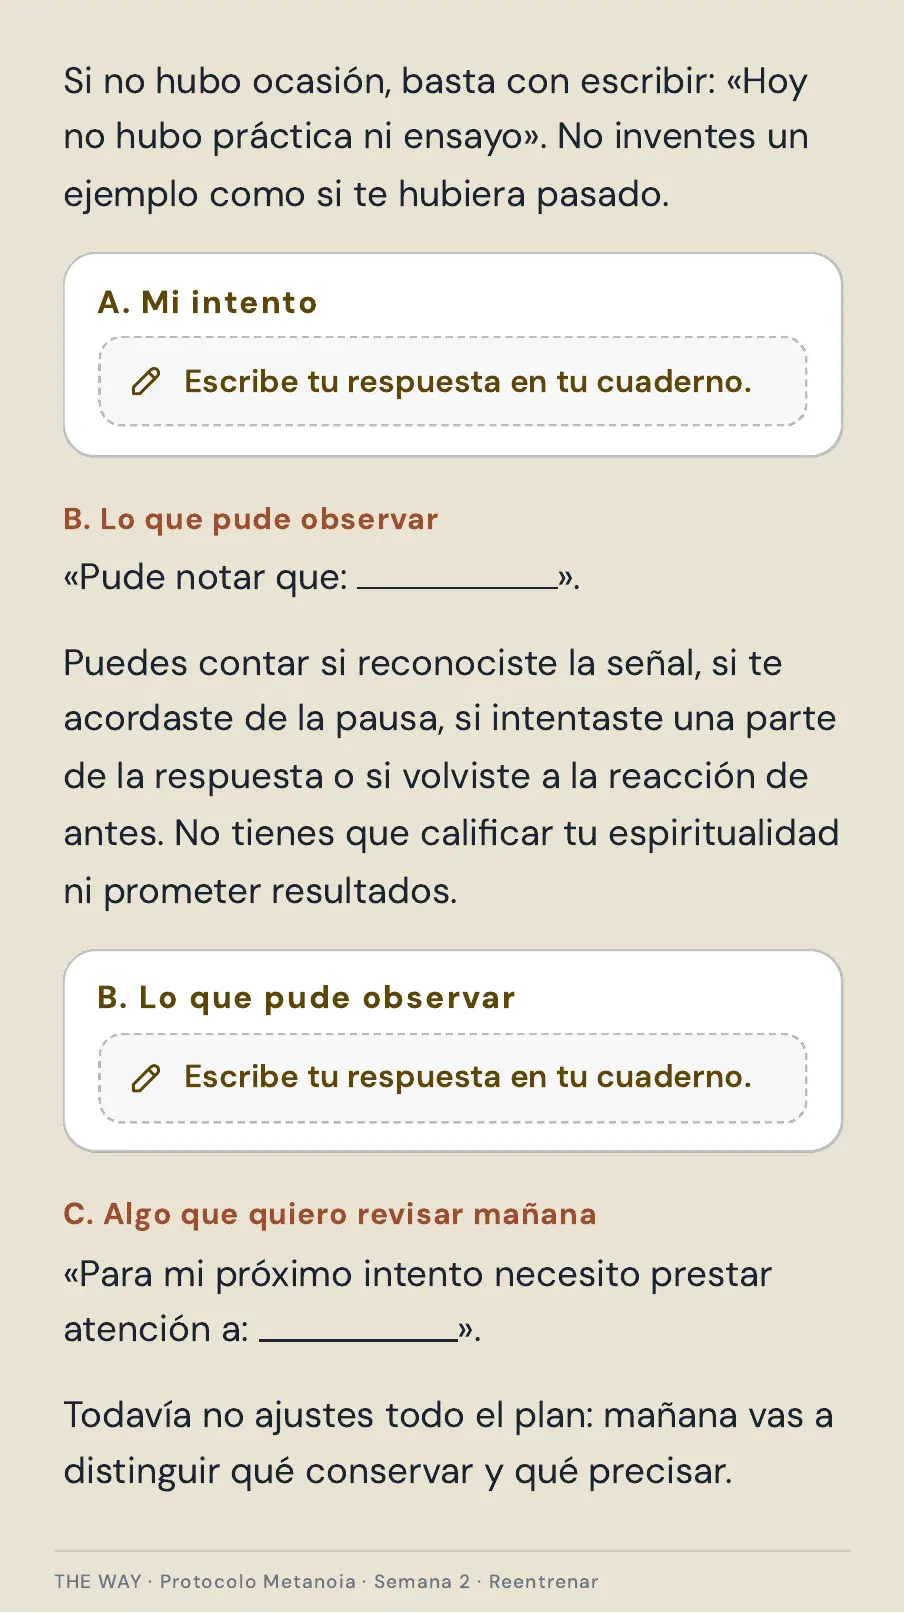 Si no hubo ocasión, basta con escribir: «Hoy
no hubo práctica ni ensayo». No inventes un
ejemplo como si te hubiera pasado.
A. Mi intento
Escribe tu respuesta en tu cuaderno.
B. Lo que pude observar
«Pude notar que: __________».
Puedes contar si reconociste la señal, si te
acordaste de la pausa, si intentaste una parte
de la respuesta o si volviste a la reacción de
antes. No tienes que calificar tu espiritualidad
ni prometer resultados.
B. Lo que pude observar
Escribe tu respuesta en tu cuaderno.
C. Algo que quiero revisar mañana
«Para mi próximo intento necesito prestar
atención a: __________».
Todavía no ajustes todo el plan: mañana vas a
distinguir qué conservar y qué precisar.
THE WAY · Protocolo Metanoia · Semana 2 · Reentrenar